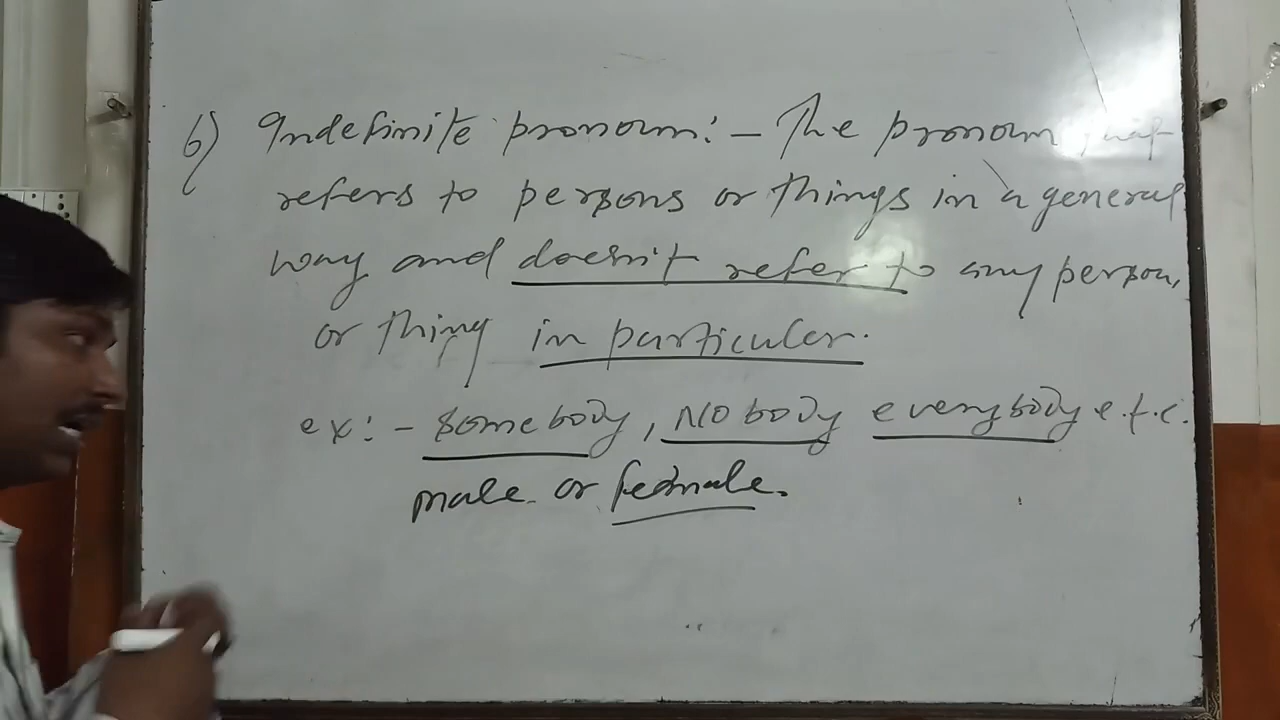 6) Indefinite pronoun:- The pronoun that
refers to persons or things in a general
way and doesn't refer to any person,
or thing in particular.
ex:- somebody, Nobody everybody e.t.c.
male or female.